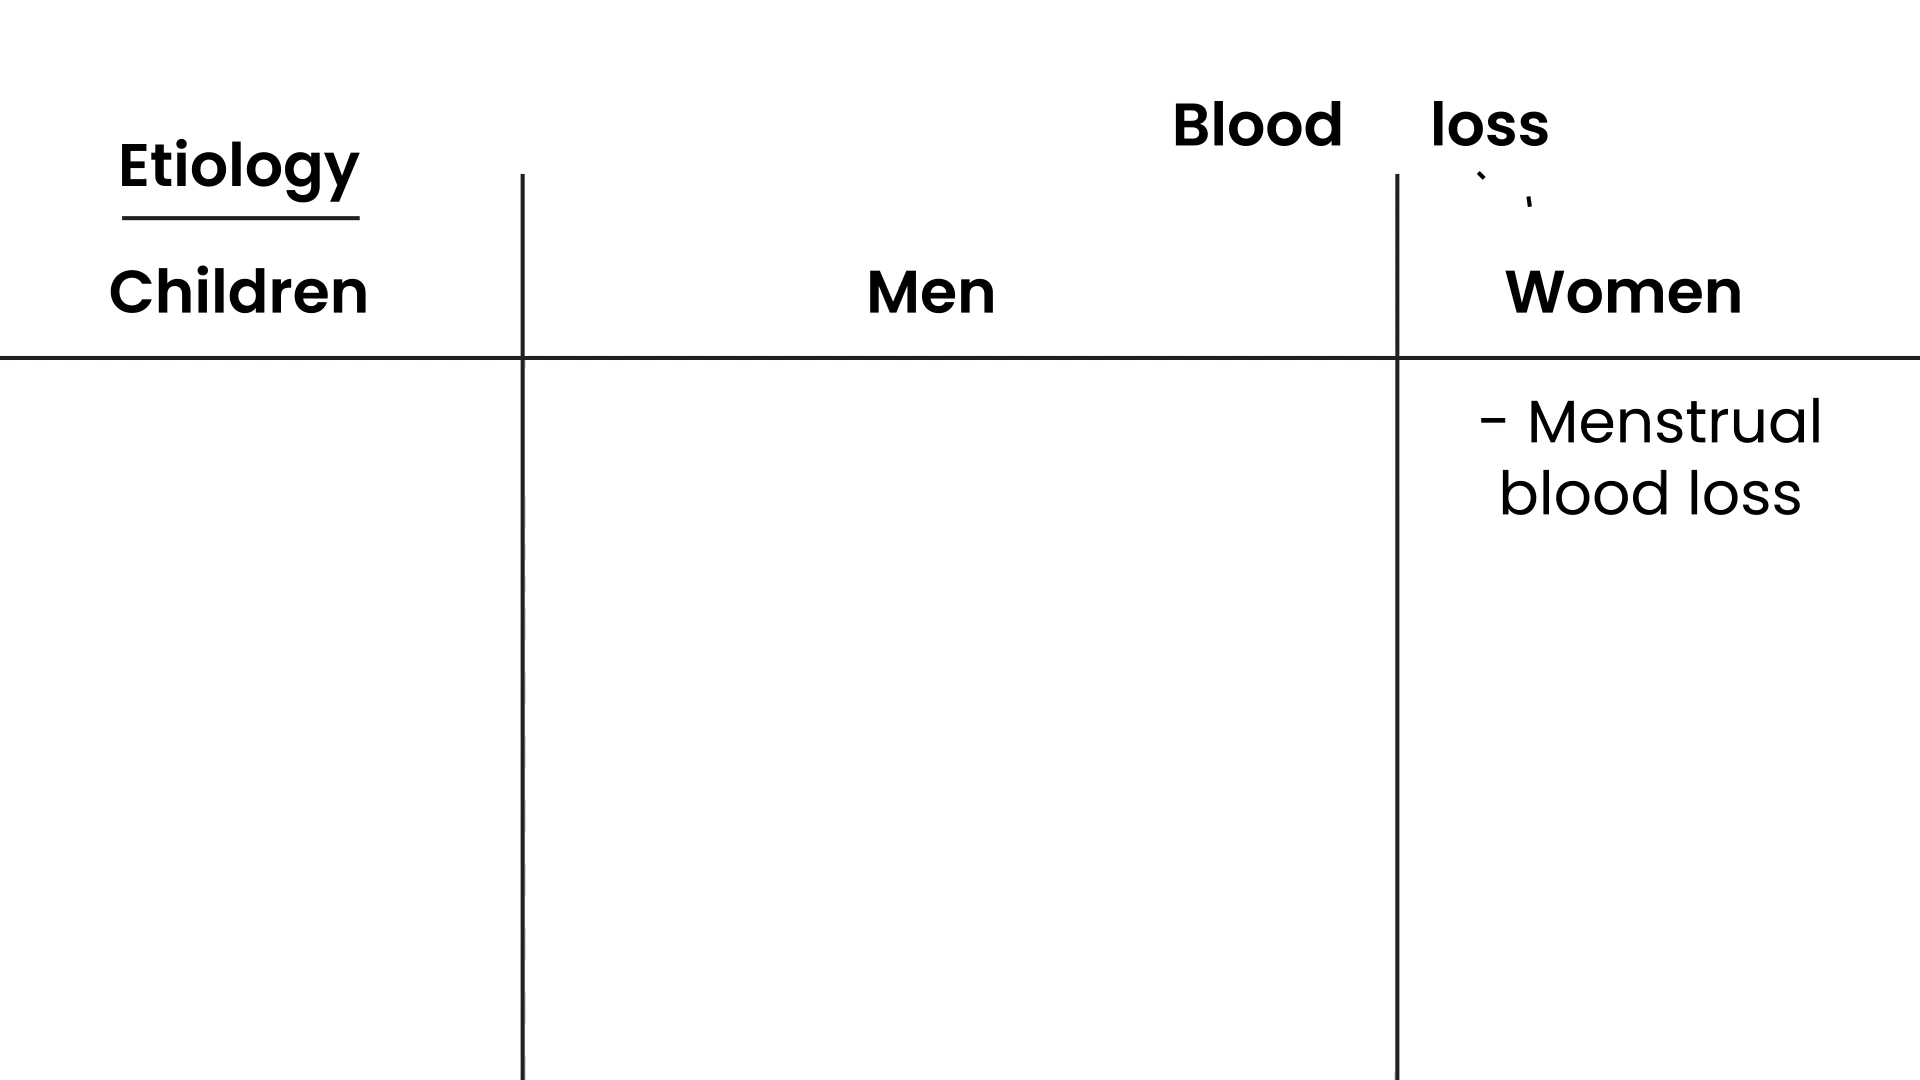 Blood loss
Etiology
Children Men Women
- Menstrual
blood loss